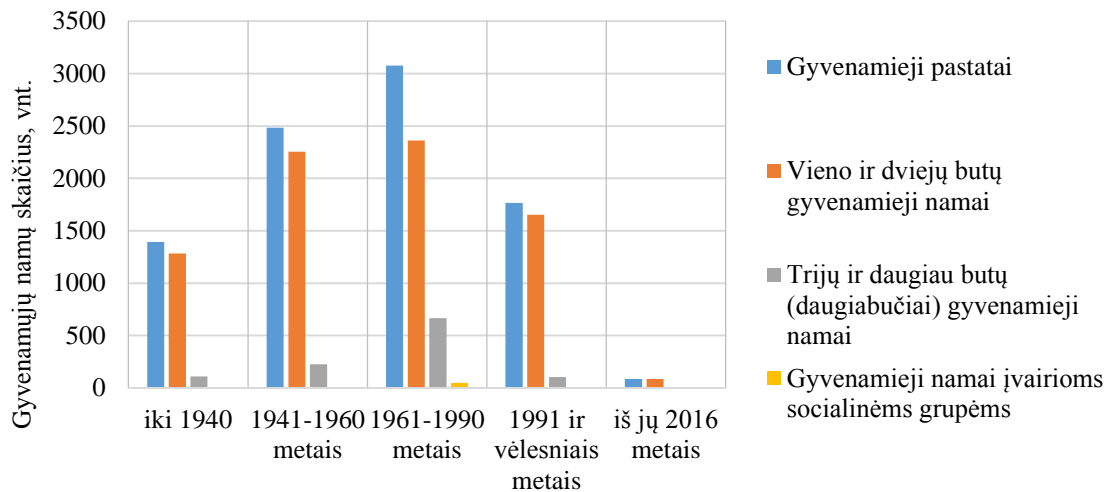 Gyvenamųjų namų skaičius, vnt.
3500
3000
2500
2000
1500
1000
500
0
iki 1940
1941-1960
metais
1961-1990
metais
1991 ir
vėlesniais
metais
iš jų 2016
metais
Gyvenamieji pastatai
Vieno ir dviejų butų
gyvenamieji namai
Trijų ir daugiau butų
(daugiabučiai) gyvenamieji
namai
Gyvenamieji namai įvairioms
socialinėms grupėms